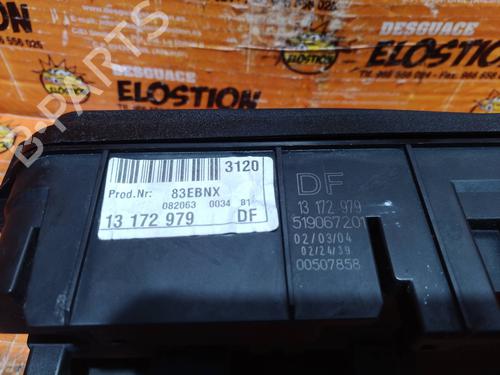 DESGUACE
ELOSTION
DESGUACE
ELOSTION
B-PARTS
3120
Prod.Nr: 83EBNX
082063 0034 81
13 172 979 DF
DF
13 172 979
519067201
02/03/04
02/24/39
00507858